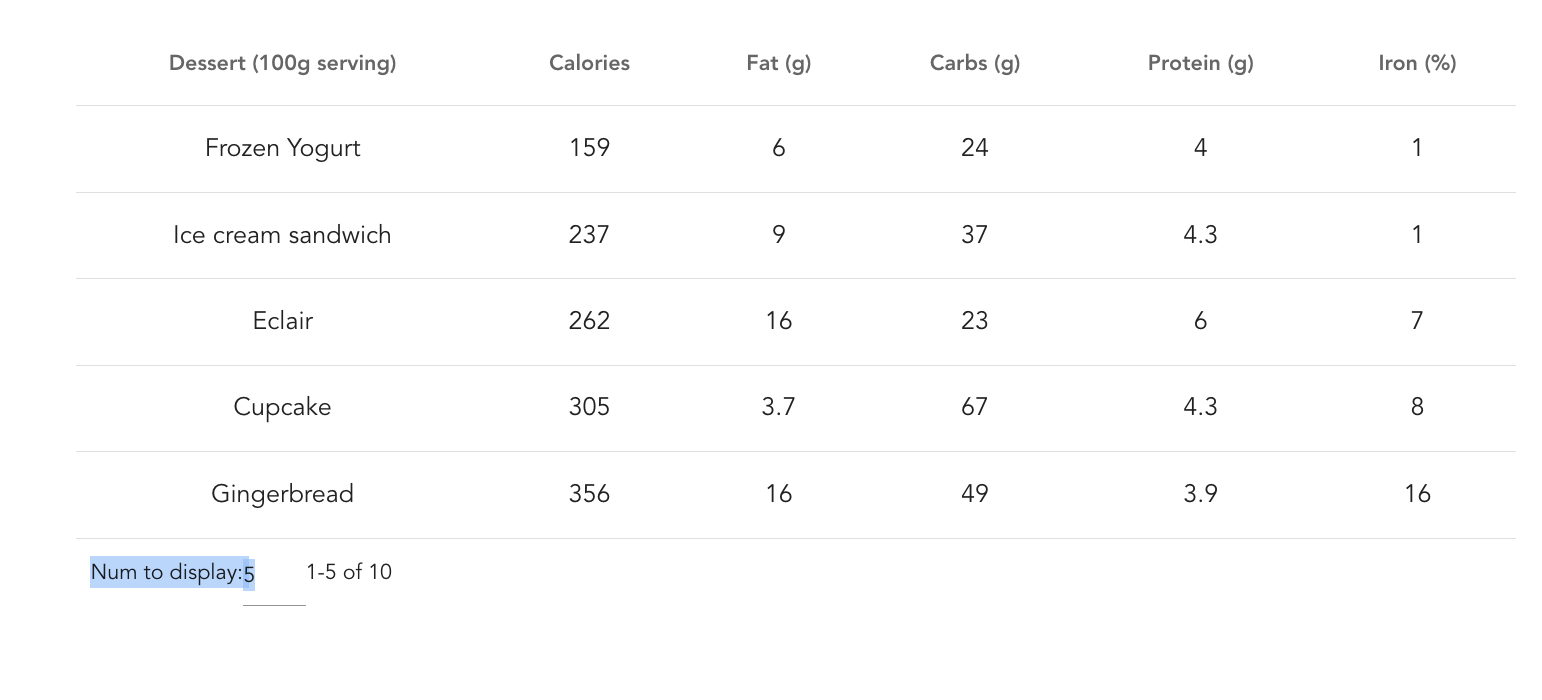 Dessert (100g serving) Calories Fat (g) Carbs (g) Protein (g) Iron (%)
Frozen Yogurt 159 6 24 4 1
Ice cream sandwich 237 9 37 4.3 1
Eclair 262 16 23 6 7
Cupcake 305 3.7 67 4.3 8
Gingerbread 356 16 49 3.9 16
Num to display:5 1-5 of 10